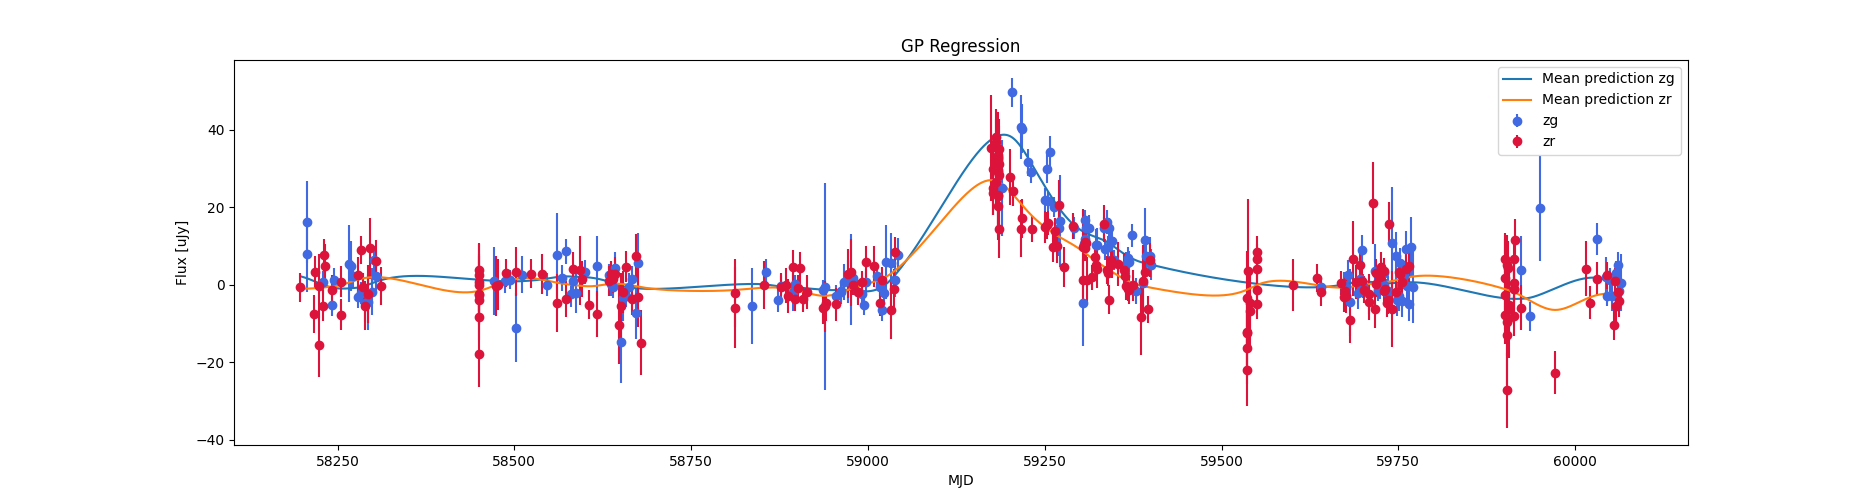 GP Regression
Flux [uJy]
40
20
0
−20
−40
Mean prediction zg
Mean prediction zr
zg
zr
58250 58500 58750 59000 59250 59500 59750 60000
MJD